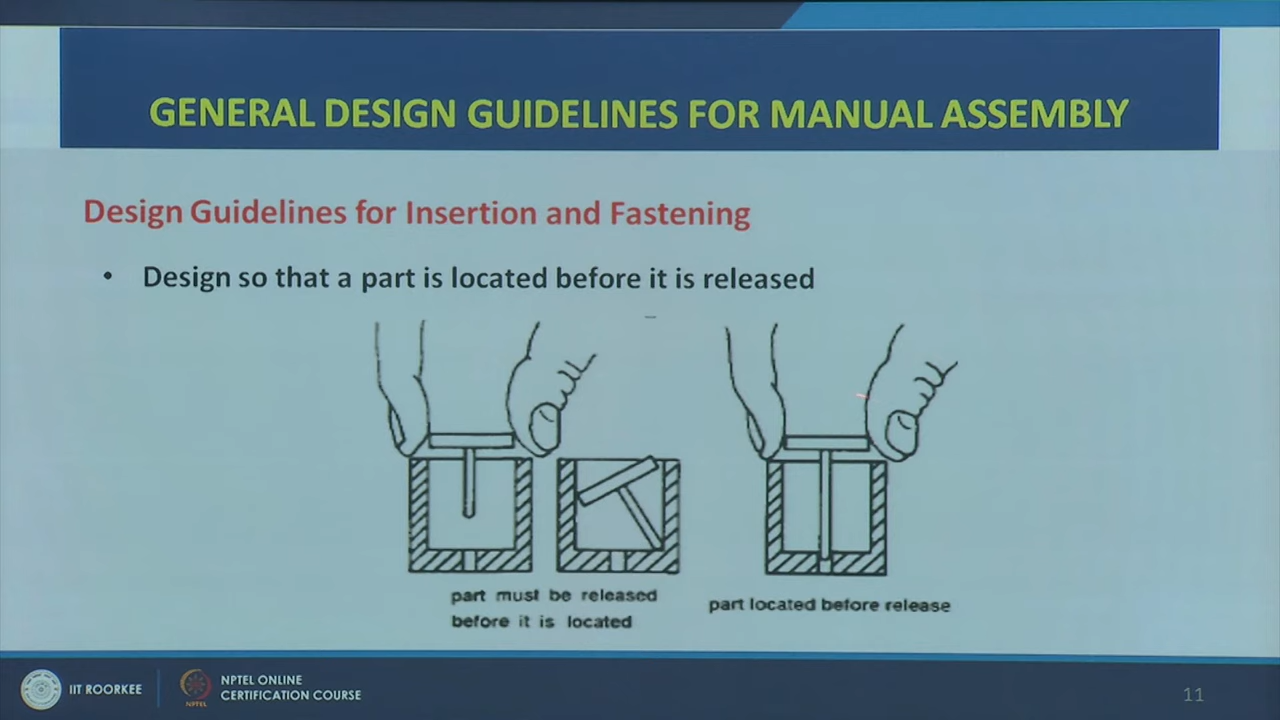 GENERAL DESIGN GUIDELINES FOR MANUAL ASSEMBLY
Design Guidelines for Insertion and Fastening
• Design so that a part is located before it is released
part must be released
before it is located
part located before release
IIT ROORKEE
NPTEL
NPTEL ONLINE
CERTIFICATION COURSE
11